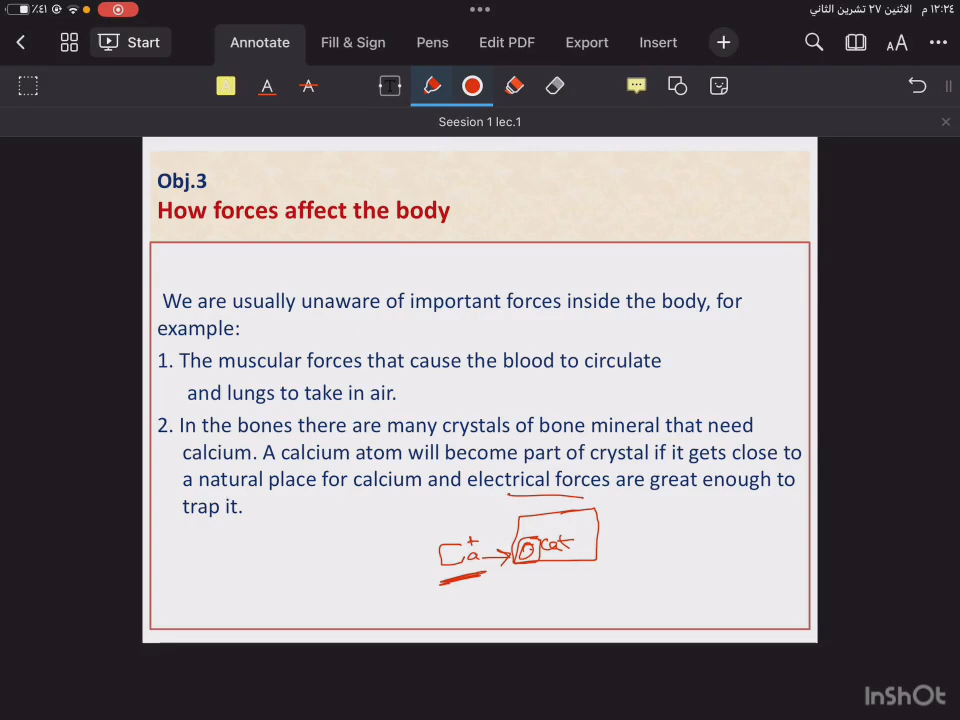 ٪٤١ ١٢:٢٤ م الاثنين ٢٧ تشرين الثاني
Start Annotate Fill & Sign Pens Edit PDF Export Insert
Seesion 1 lec.1
Obj.3
How forces affect the body
We are usually unaware of important forces inside the body, for
example:
1. The muscular forces that cause the blood to circulate
and lungs to take in air.
2. In the bones there are many crystals of bone mineral that need
calcium. A calcium atom will become part of crystal if it gets close to
a natural place for calcium and electrical forces are great enough to
trap it.
Ca+
InShOt